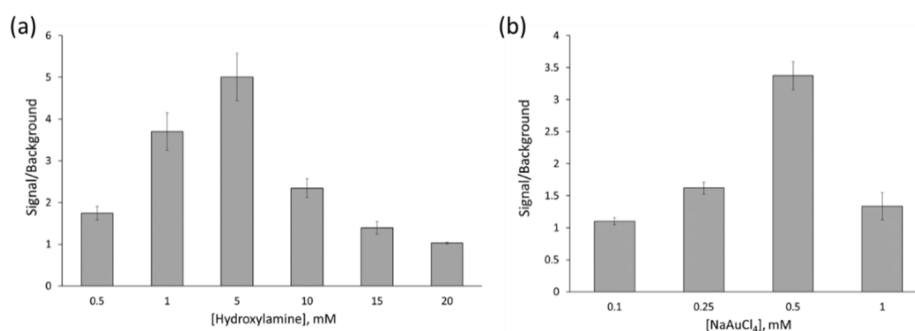 (a)
6
5
4
3
2
1
0
Signal/Background
0.5 1 5 10 15 20
[Hydroxylamine], mM
(b)
4
3.5
3
2.5
2
1.5
1
0.5
0
Signal/Background
0.1 0.25 0.5 1
[NaAuCl₄], mM